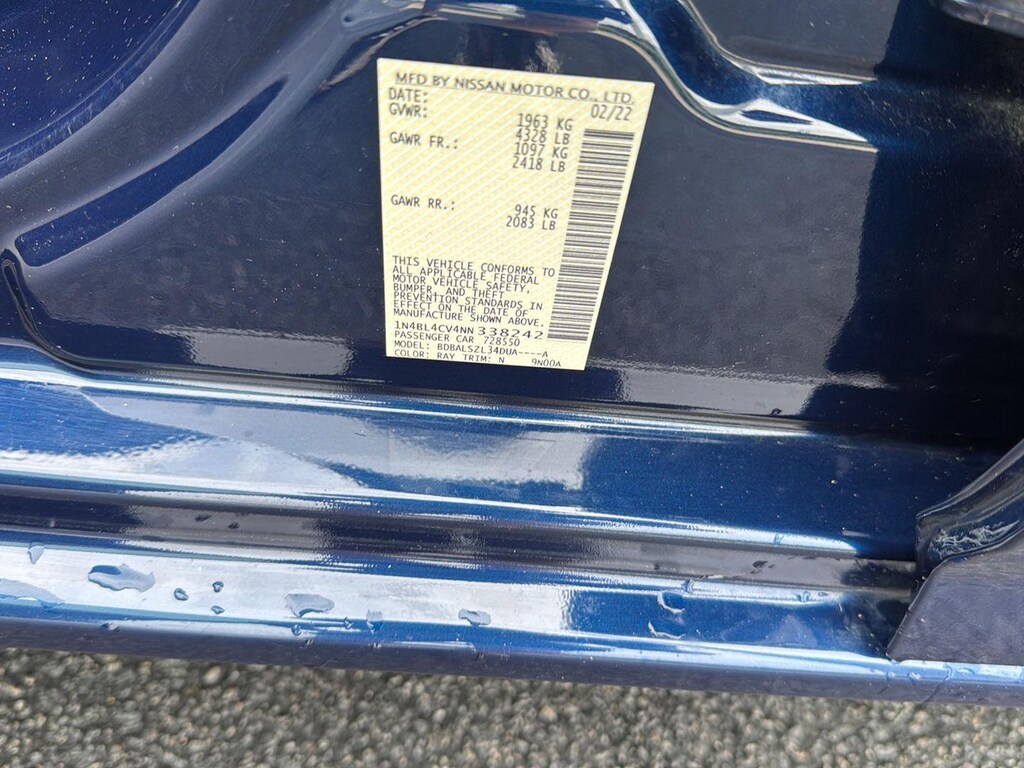 MFD BY NISSAN MOTOR CO., LTD.
DATE: 02/22
GVWR: 1963 KG
4328 LB
GAWR FR.: 1097 KG
2418 LB
GAWR RR.: 945 KG
2083 LB
THIS VEHICLE CONFORMS TO
ALL APPLICABLE FEDERAL
MOTOR VEHICLE SAFETY,
BUMPER, AND THEFT
PREVENTION STANDARDS IN
EFFECT ON THE DATE OF
MANUFACTURE SHOWN ABOVE.
1N4BL4CV4NN338242
PASSENGER CAR 728550
MODEL: BDBALSZL34DUA----A
COLOR: RAY TRIM: N 9N00A